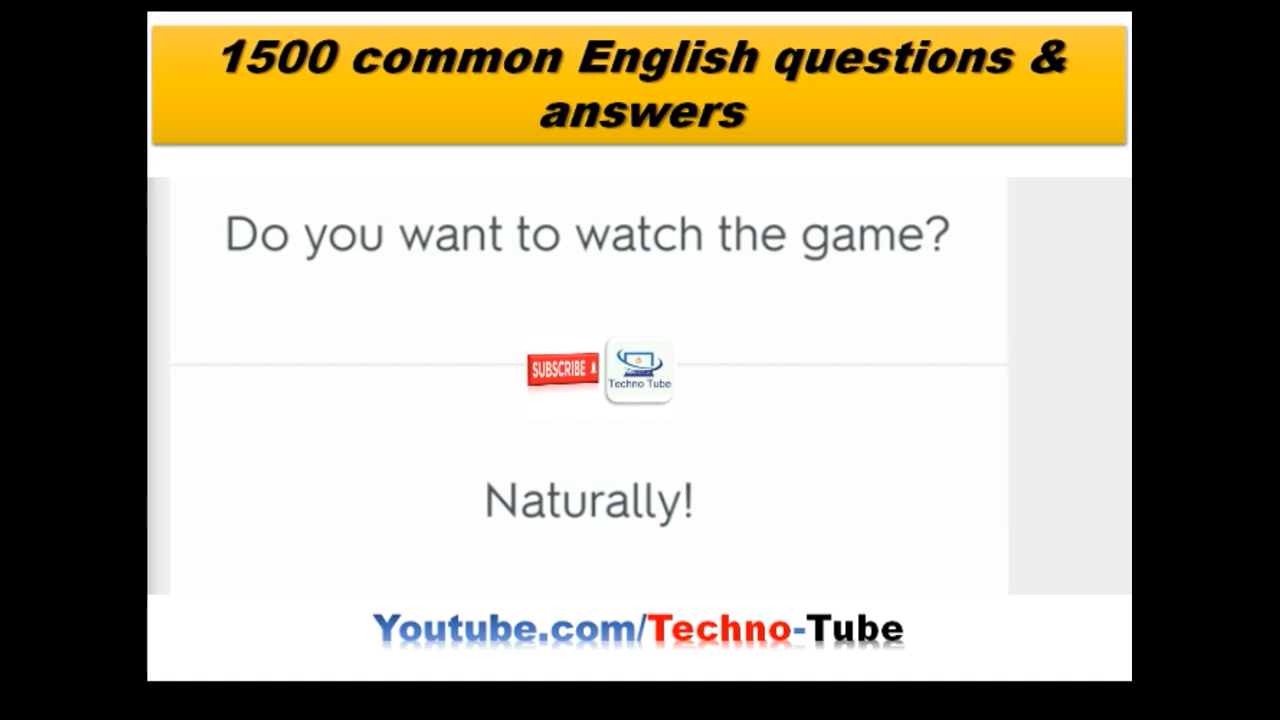 1500 common English questions &
answers
Do you want to watch the game?
SUBSCRIBE
Techno Tube
Naturally!
Youtube.com/Techno-Tube